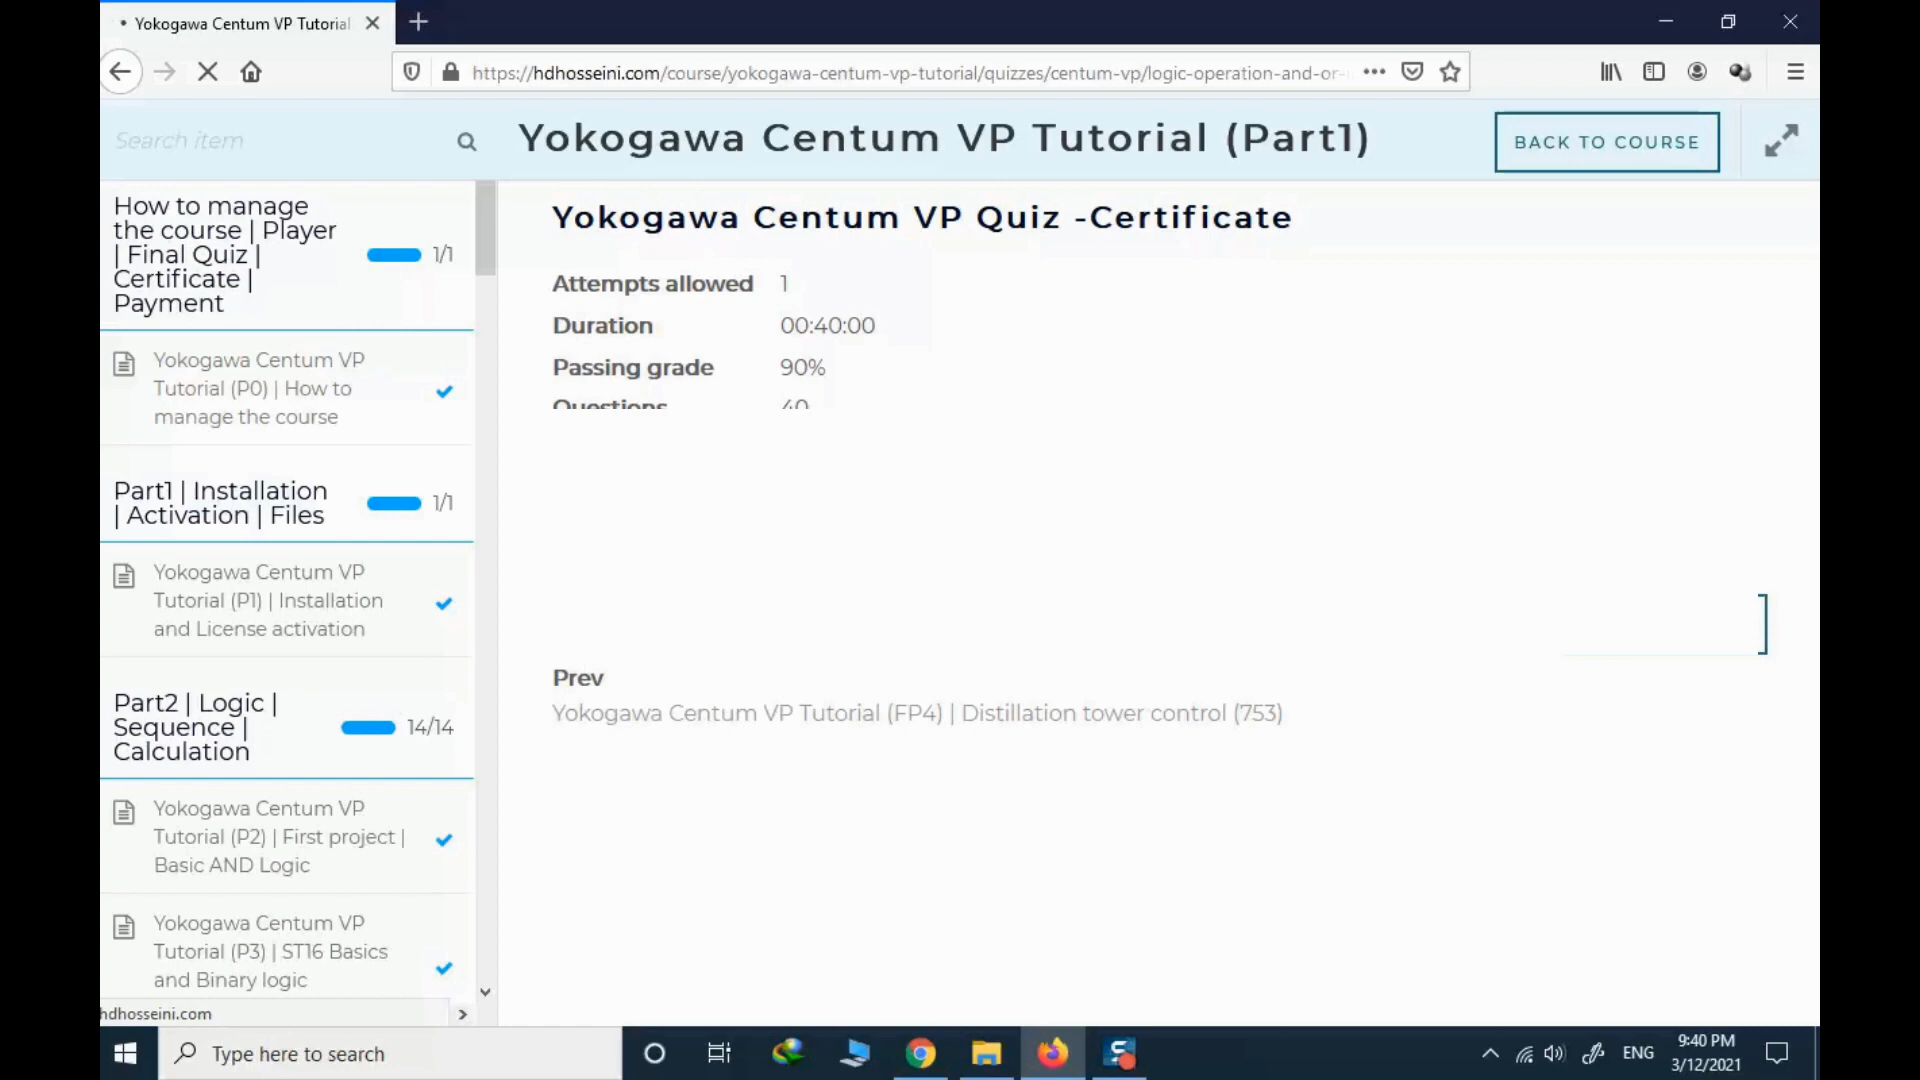 Yokogawa Centum VP Tutorial
https://hdhosseini.com/course/yokogawa-centum-vp-tutorial/quizzes/centum-vp/logic-operation-and-or-
Search item
Yokogawa Centum VP Tutorial (Part1)
BACK TO COURSE
How to manage
the course | Player
| Final Quiz |
Certificate |
Payment
1/1
Yokogawa Centum VP
Tutorial (P0) | How to
manage the course
Part1 | Installation
| Activation | Files
1/1
Yokogawa Centum VP
Tutorial (P1) | Installation
and License activation
Part2 | Logic |
Sequence |
Calculation
14/14
Yokogawa Centum VP
Tutorial (P2) | First project |
Basic AND Logic
Yokogawa Centum VP
Tutorial (P3) | ST16 Basics
and Binary logic
Yokogawa Centum VP Quiz -Certificate
Attempts allowed 1
Duration 00:40:00
Passing grade 90%
Questions 40
Prev
Yokogawa Centum VP Tutorial (FP4) | Distillation tower control (753)
hdhosseini.com
Type here to search
ENG
9:40 PM
3/12/2021